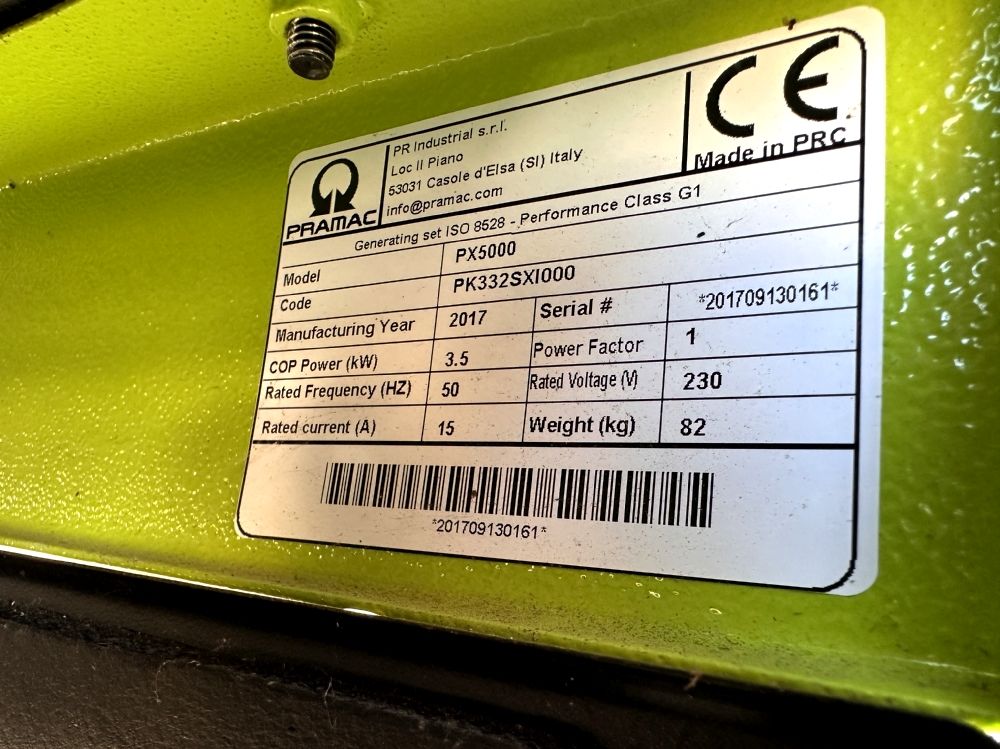 PRAMAC
PR Industrial s.r.l.
Loc Il Piano
53031 Casole d'Elsa (SI) Italy
info@pramac.com
CE
Made in PRC
Generating set ISO 8528 - Performance Class G1
Model PX5000
Code PK332SXI000
Manufacturing Year 2017 Serial # *201709130161*
COP Power (kW) 3.5 Power Factor 1
Rated Frequency (HZ) 50 Rated Voltage (V) 230
Rated current (A) 15 Weight (kg) 82
*201709130161*